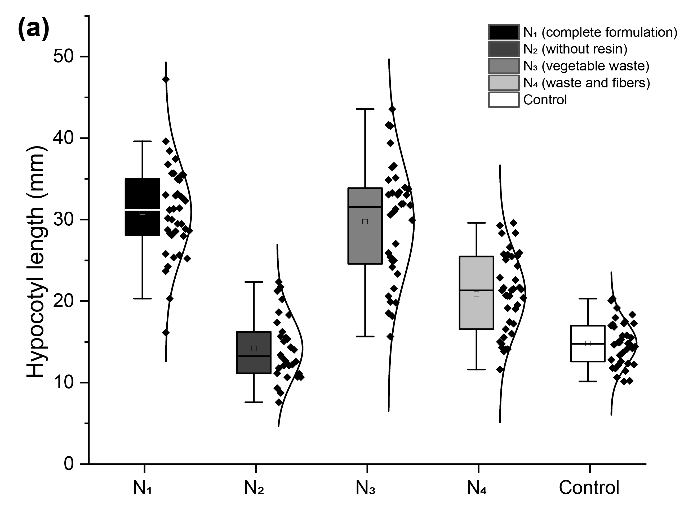 (a)
N₁ (complete formulation)
N₂ (without resin)
N₃ (vegetable waste)
N₄ (waste and fibers)
Control
Hypocotyl length (mm)
50
40
30
20
10
0
N₁ N₂ N₃ N₄ Control